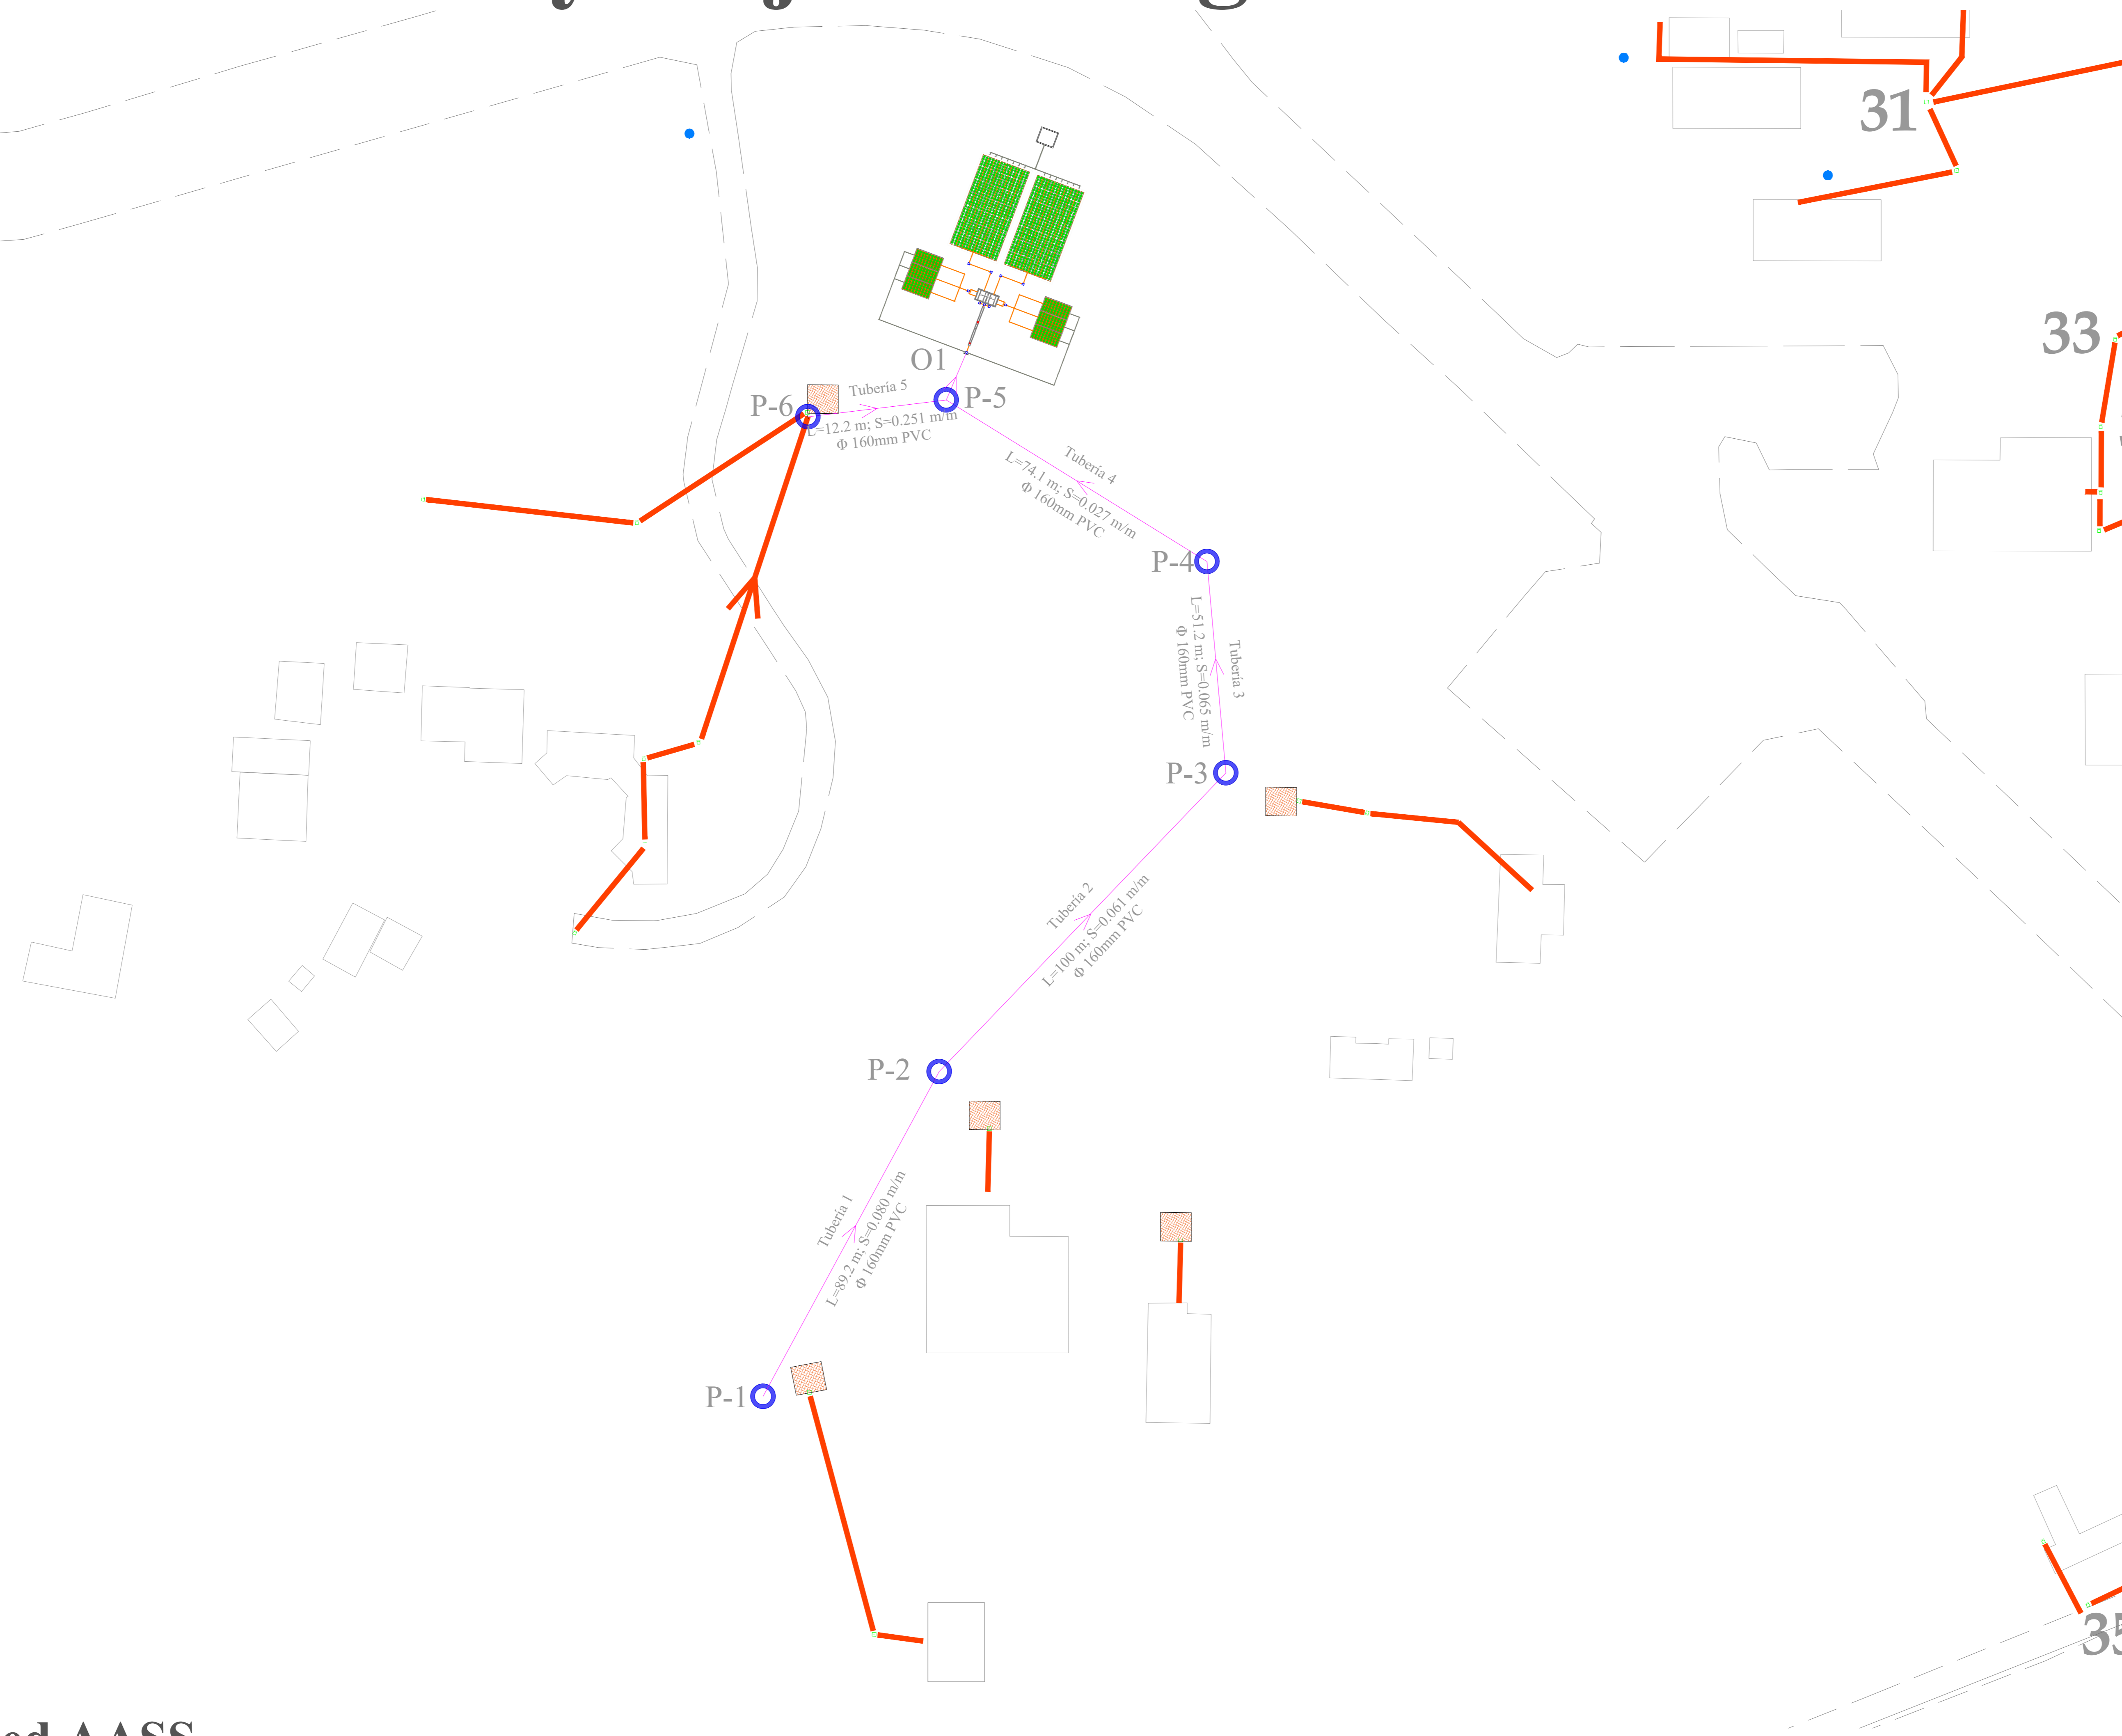 31
33
O1
Tubería 5
P-6
P-5
L=12.2 m; S=0.251 m/m
Φ 160mm PVC
Tubería 4
L=74.1 m; S=0.027 m/m
Φ 160mm PVC
P-4
Tubería 3
L=51.2 m; S=0.065 m/m
Φ 160mm PVC
P-3
Tubería 2
L=100 m; S=0.061 m/m
Φ 160mm PVC
P-2
Tubería 1
L=89.2 m; S=0.080 m/m
Φ 160mm PVC
P-1
35
AASS